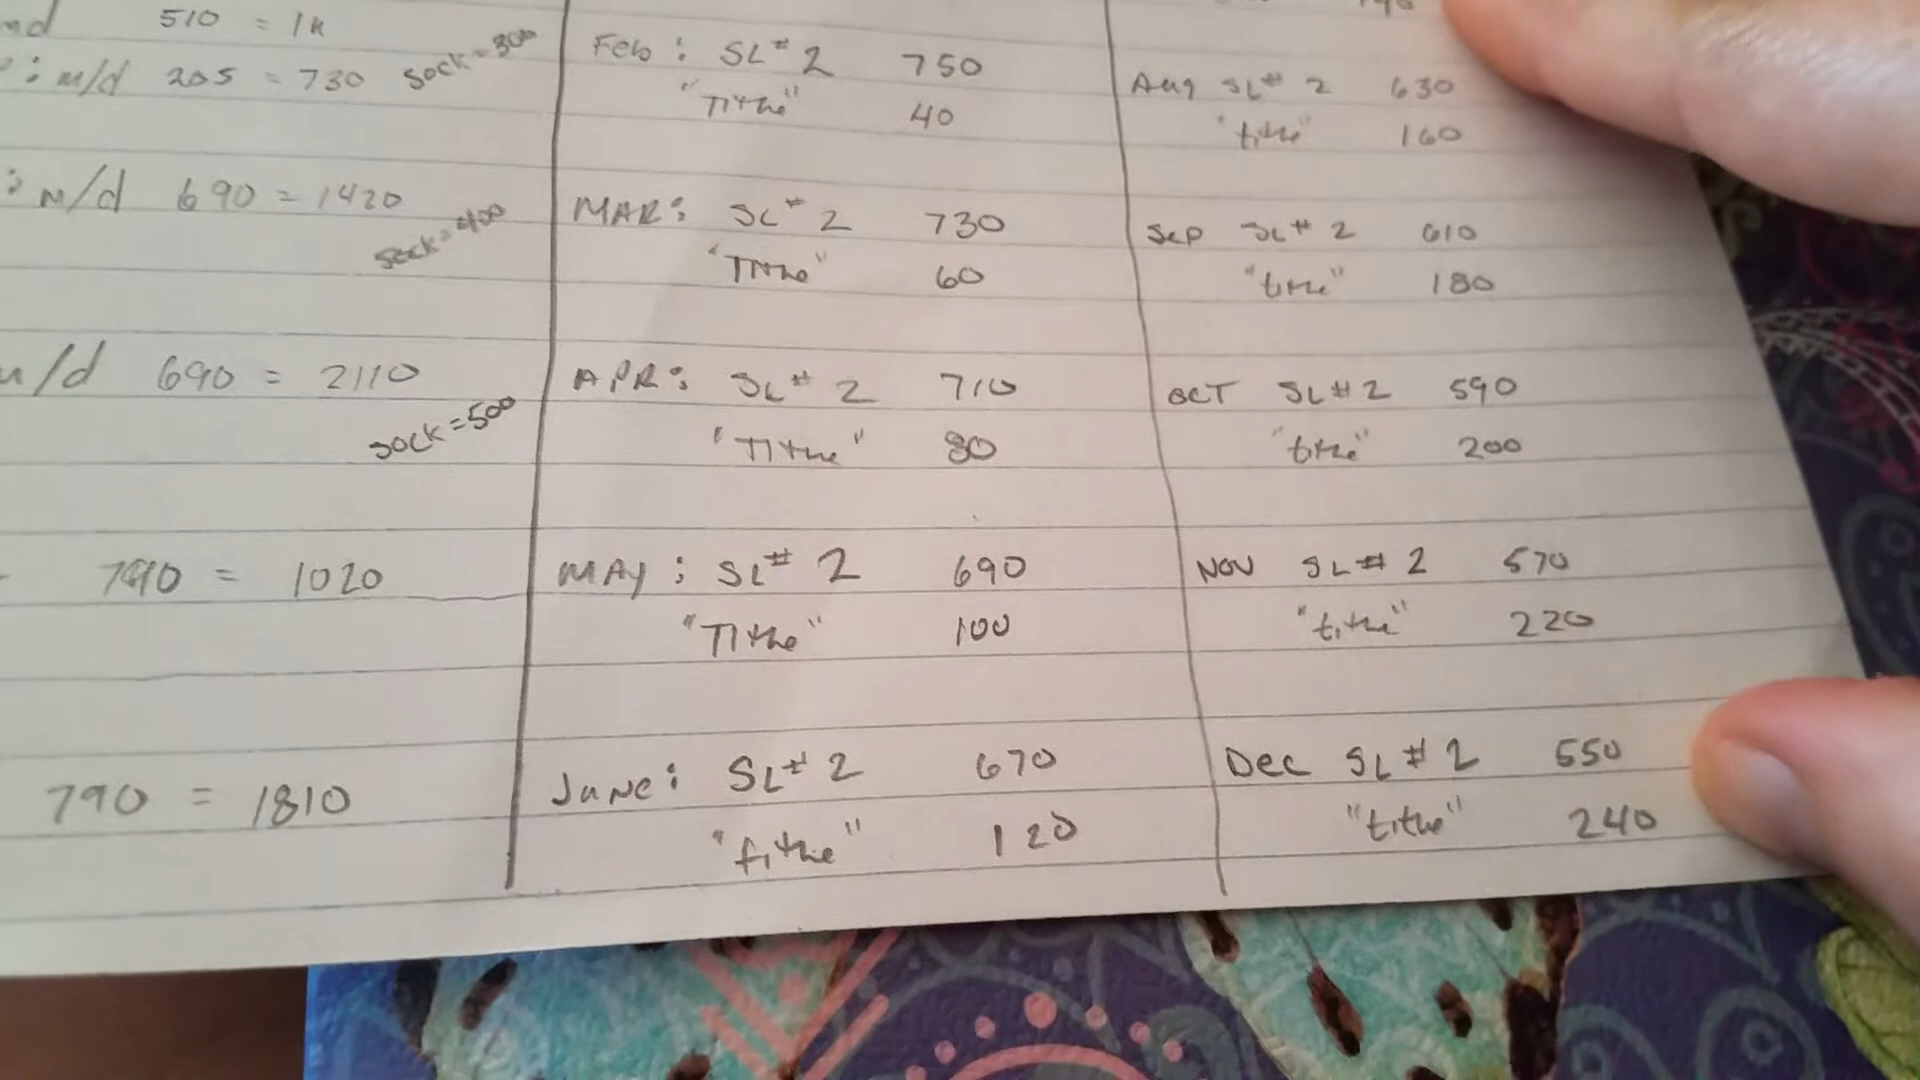 510 = 1k
m/d 205 = 730 sock=300
: m/d 690 = 1420
sock=400
m/d 690 = 2110
sock=500
790 = 1020
790 = 1810
Feb : SL# 2 750
"Tithe" 40
MAR: SL# 2 730
"Tithe" 60
APR: SL# 2 710
"Tithe" 80
MAY : SL# 2 690
"Tithe" 100
June: SL# 2 670
"tithe" 120
Aug SL# 2 630
"tithe" 160
Sep SL# 2 610
"tithe" 180
OCT SL# 2 590
"tithe" 200
NOV SL# 2 570
"tithe" 220
Dec SL# 2 550
"tithe" 240